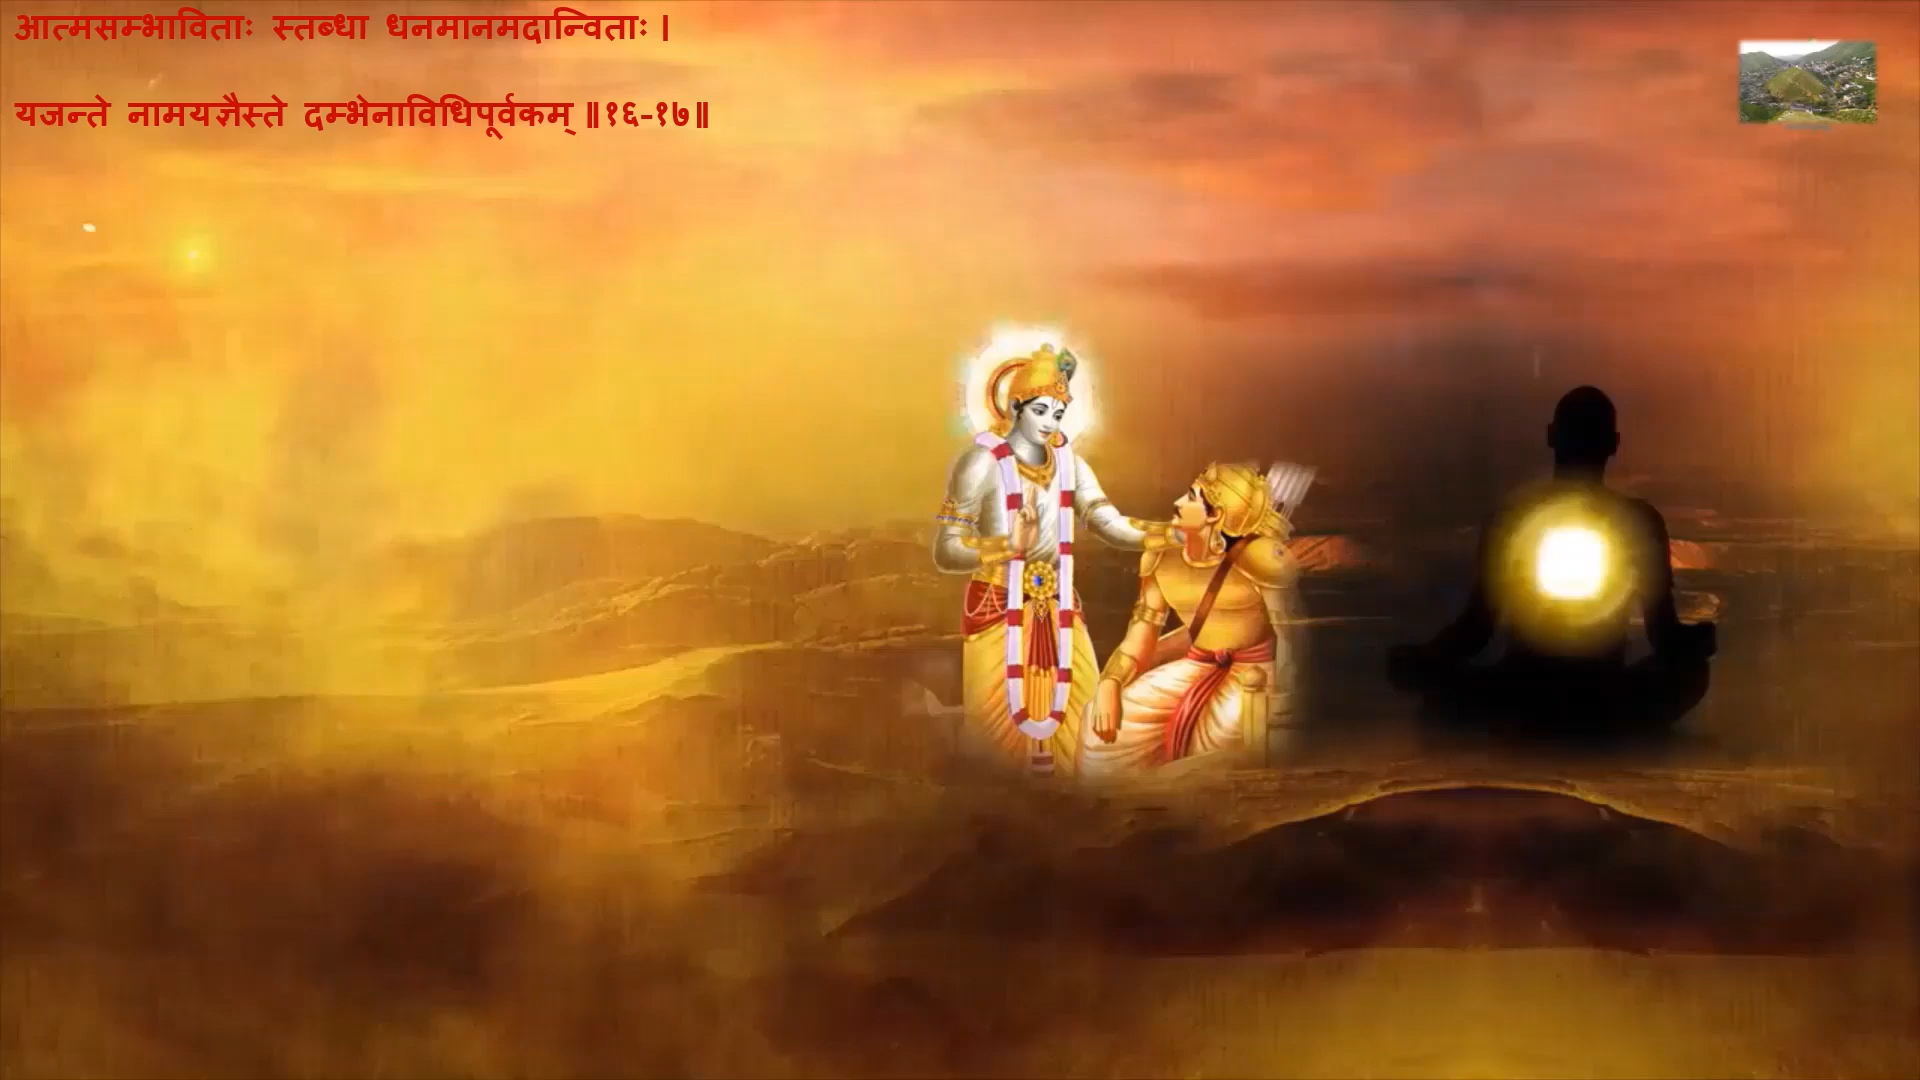 आत्मसम्भाविताः स्तब्धा धनमानमदान्विताः |
यजन्ते नामयज्ञैस्ते दम्भेनाविधिपूर्वकम् ॥१६-१७॥